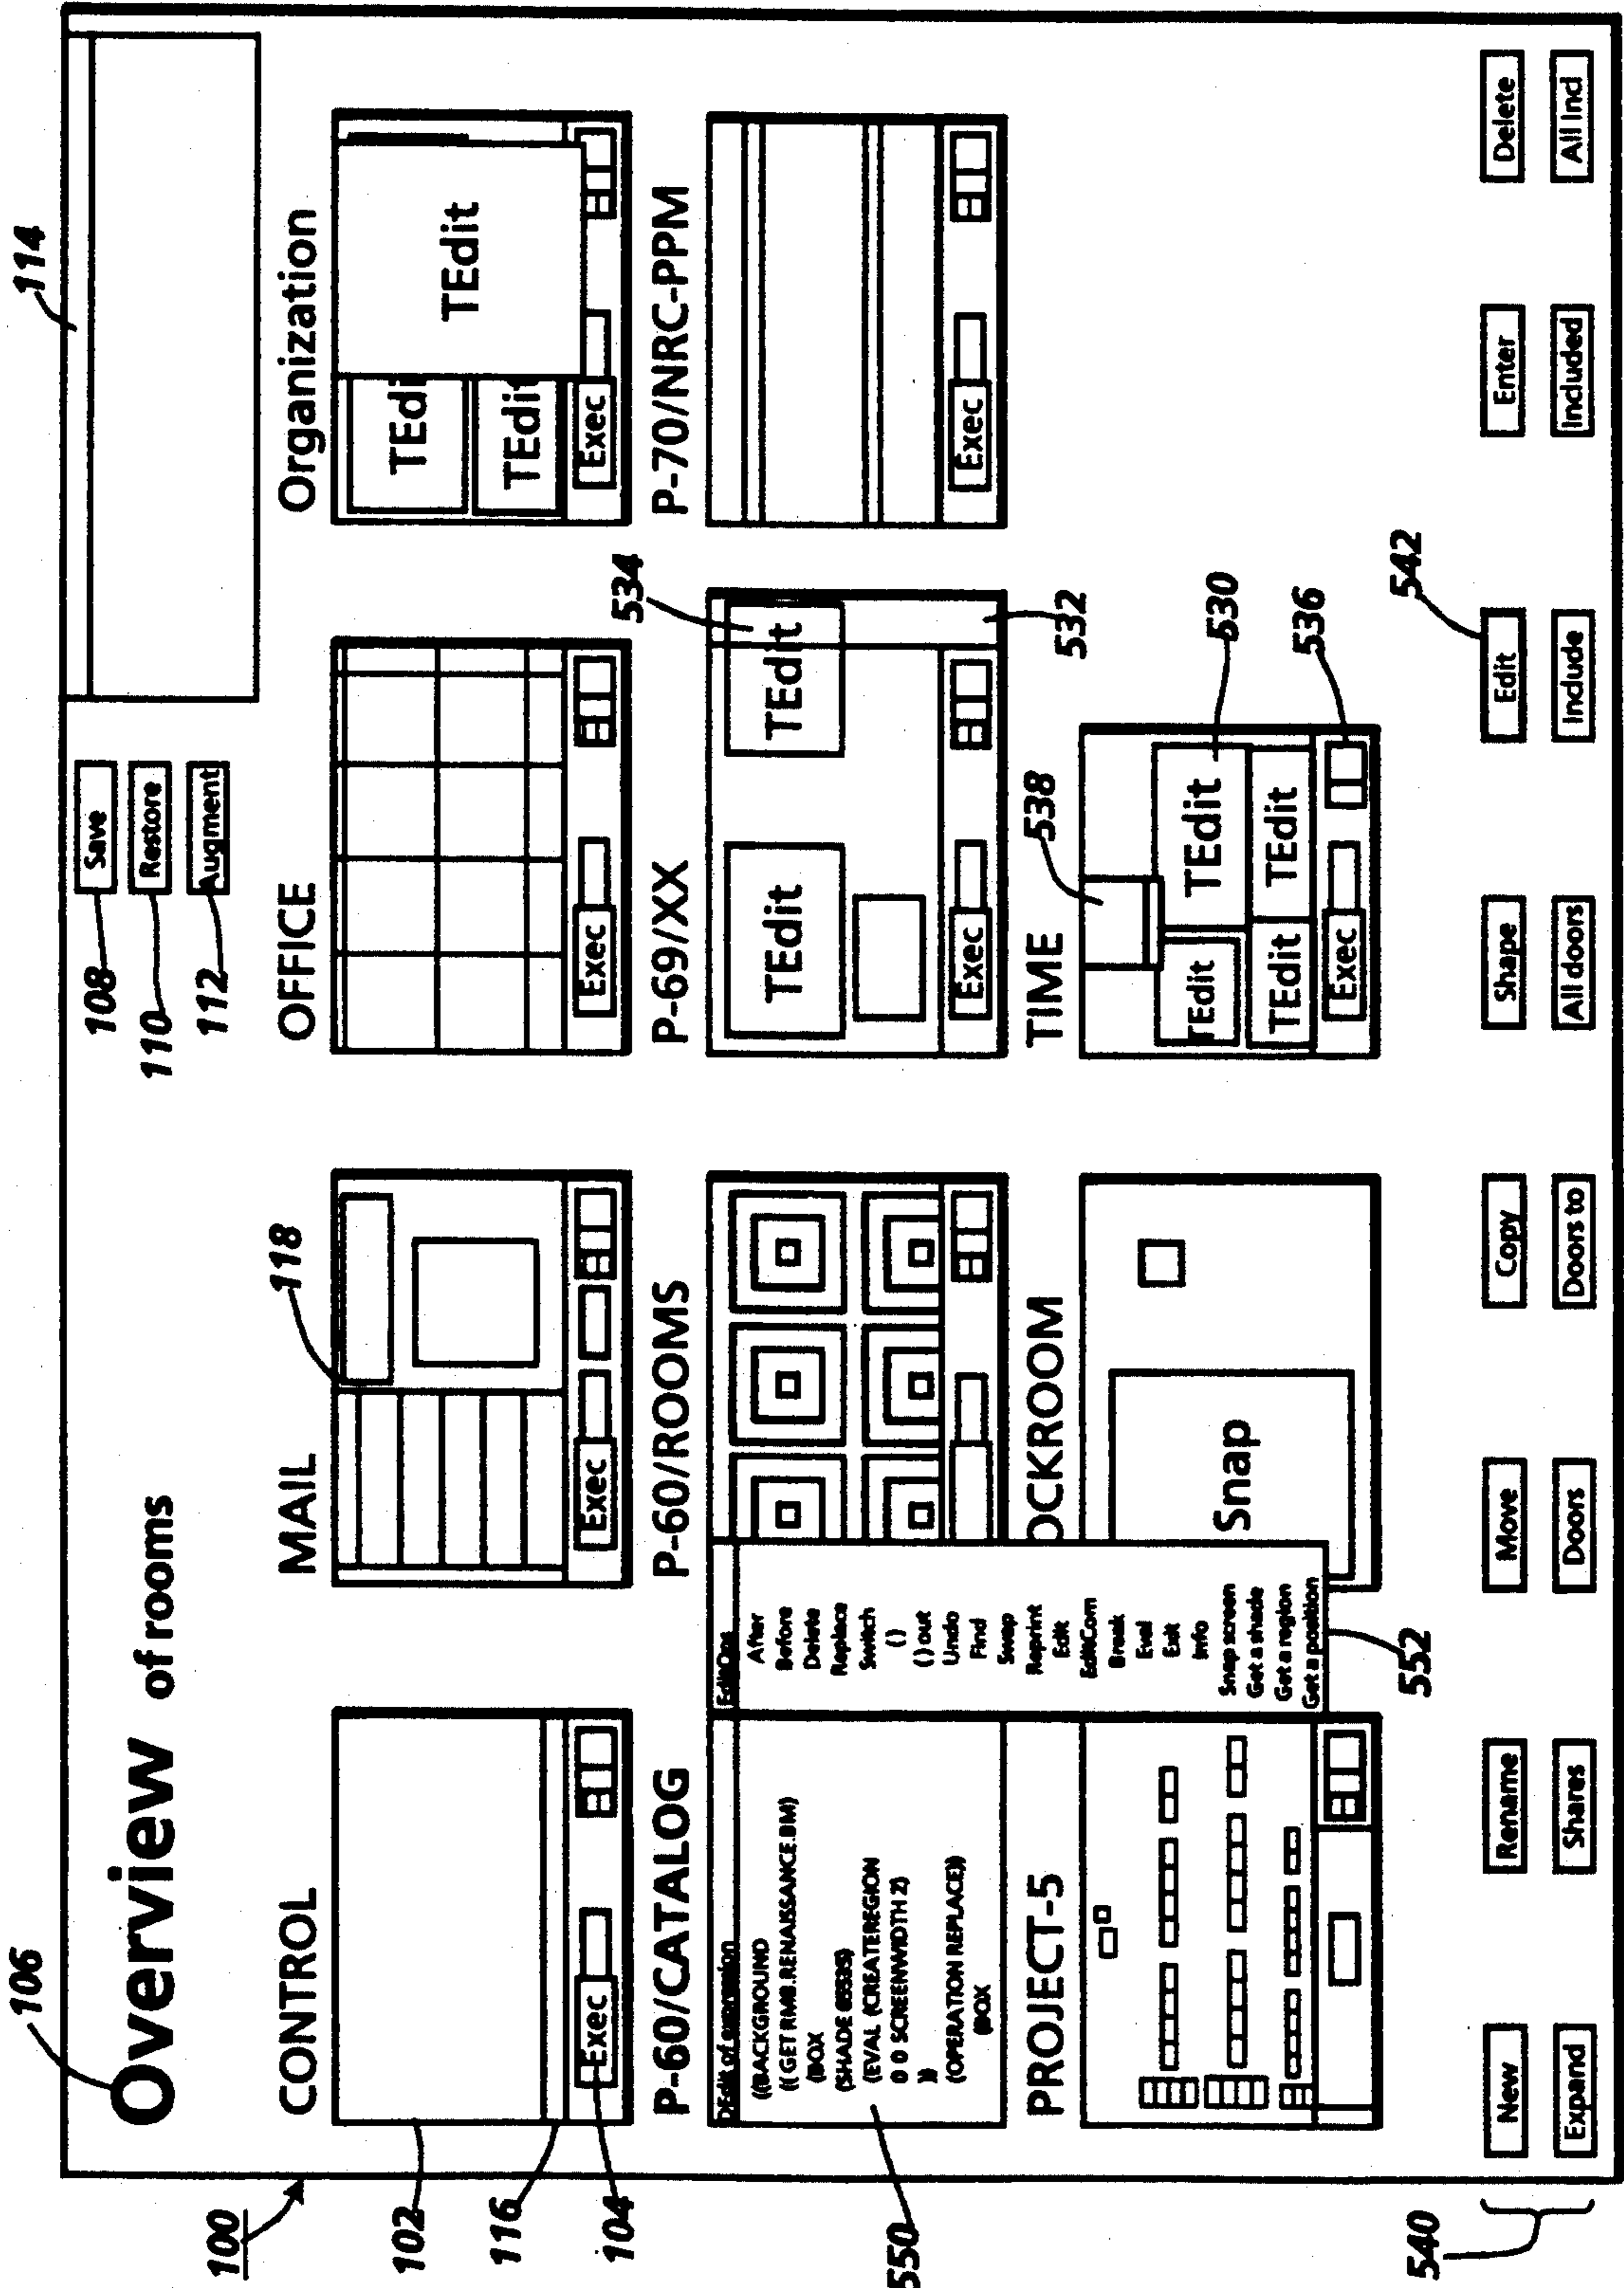 100
106
Overview of rooms
108
Save
110
Restore
112
Augment
114
CONTROL
MAIL
118
OFFICE
Organization
102
116
104
Exec
Exec
Exec
TEdi
TEdit
TEdit
Exec
P-60/CATALOG
P-60/ROOMS
P-69/XX
534
P-70/NRC-PPM
550
DEdit of expression
((BACKGROUND
((GET RMB.RENAISSANCE.BM)
(BOX
(SHADE 65535)
(EVAL (CREATEREGION
0 0 SCREENWIDTH 2)
))
(OPERATION REPLACE))
(BOX
EditOps
After
Before
Delete
Replace
Switch
( )
( ) out
Undo
Find
Swap
Reprint
Edit
EditCom
Break
Eval
Exit
Info
Snap screen
Get a shade
Get a region
Get a position
552
TEdit
TEdit
Exec
532
Exec
PROJECT-5
OCKROOM
Snap
TIME
538
TEdit
TEdit
530
TEdit
TEdit
Exec
536
542
540
New
Rename
Move
Copy
Shape
Edit
Enter
Delete
Expand
Shares
Doors
Doors to
All doors
Include
Included
All incl